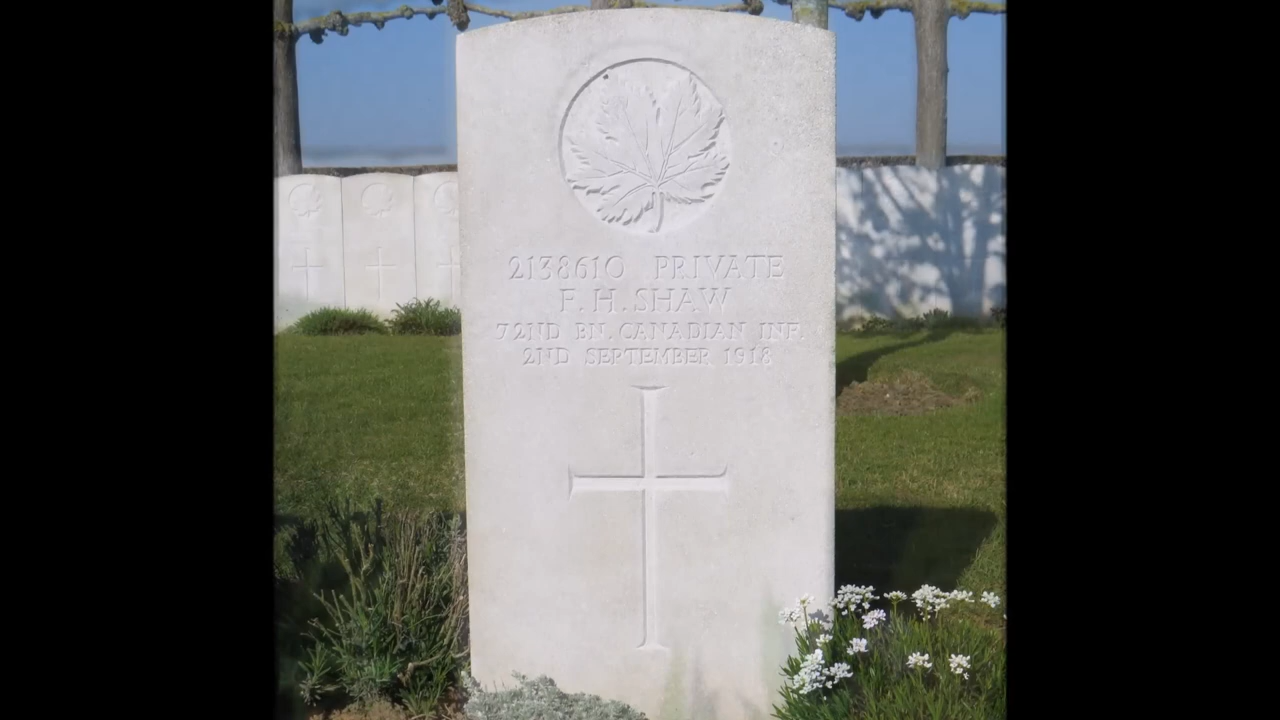 2138610 PRIVATE
F. H. SHAW
72ND BN. CANADIAN INF.
2ND SEPTEMBER 1918